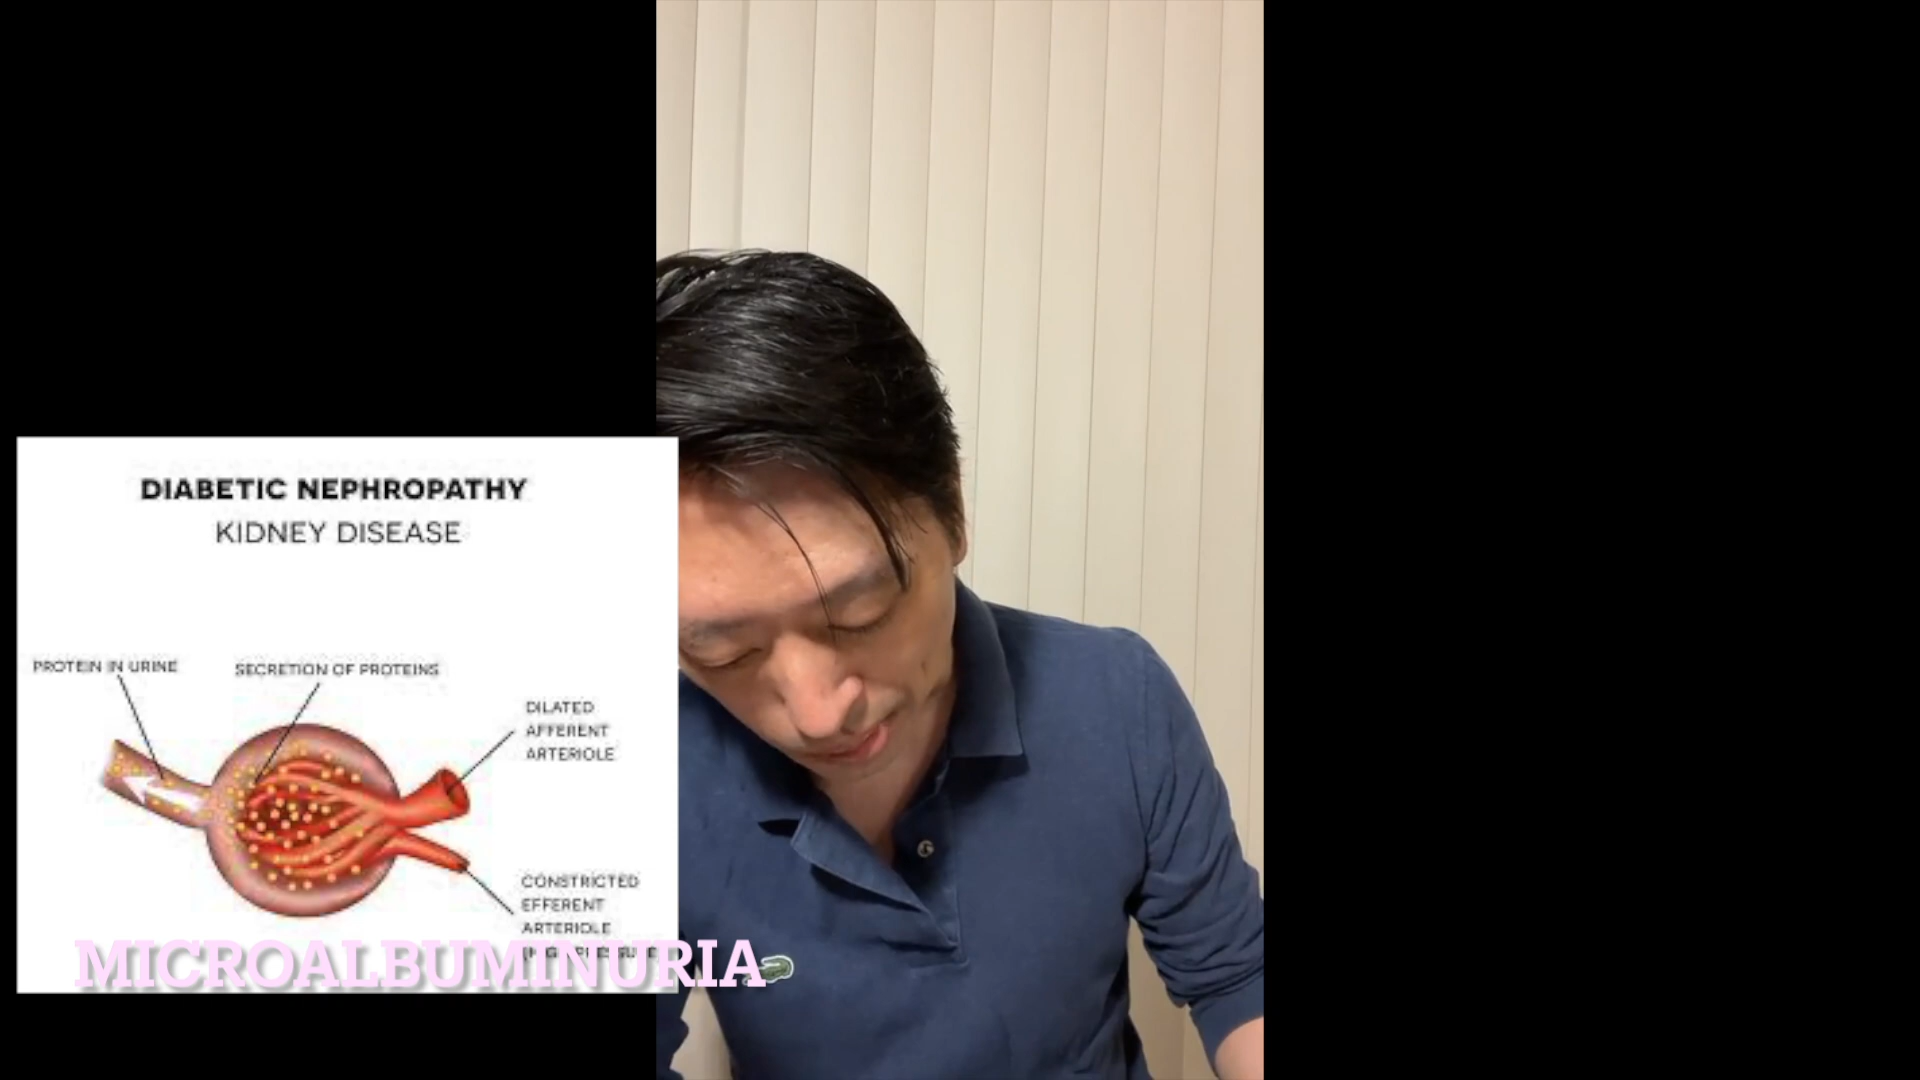 DIABETIC NEPHROPATHY
KIDNEY DISEASE
PROTEIN IN URINE
SECRETION OF PROTEINS
DILATED
AFFERENT
ARTERIOLE
CONSTRICTED
EFFERENT
ARTERIOLE
MICROALBUMINURIA